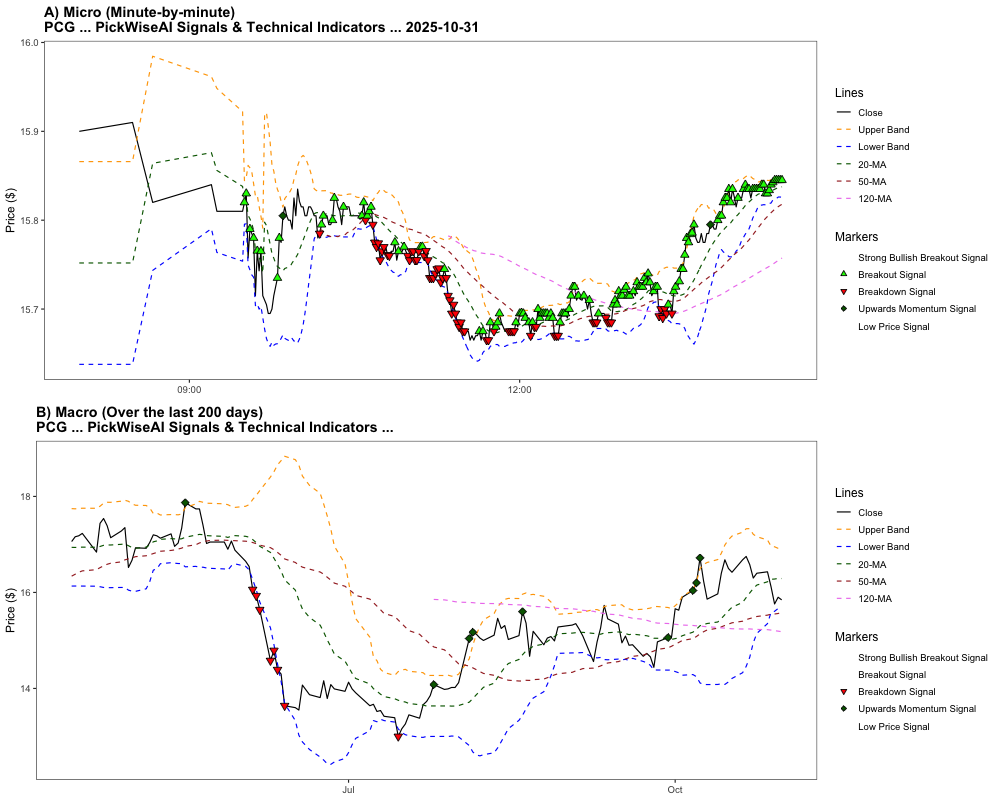 A) Micro (Minute-by-minute)
PCG ... PickWiseAI Signals & Technical Indicators ... 2025-10-31
Price ($)
16.0
15.9
15.8
15.7
09:00
12:00
Lines
Close
Upper Band
Lower Band
20-MA
50-MA
120-MA
Markers
Strong Bullish Breakout Signal
Breakout Signal
Breakdown Signal
Upwards Momentum Signal
Low Price Signal
B) Macro (Over the last 200 days)
PCG ... PickWiseAI Signals & Technical Indicators ...
Price ($)
18
16
14
Jul
Oct
Lines
Close
Upper Band
Lower Band
20-MA
50-MA
120-MA
Markers
Strong Bullish Breakout Signal
Breakout Signal
Breakdown Signal
Upwards Momentum Signal
Low Price Signal